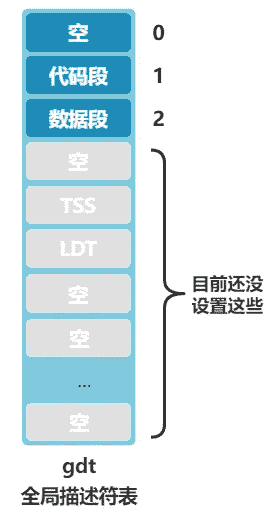 空 0
代码段 1
数据段 2
空
TSS
LDT
空
空
...
空
目前还没
设置这些
gdt
全局描述符表